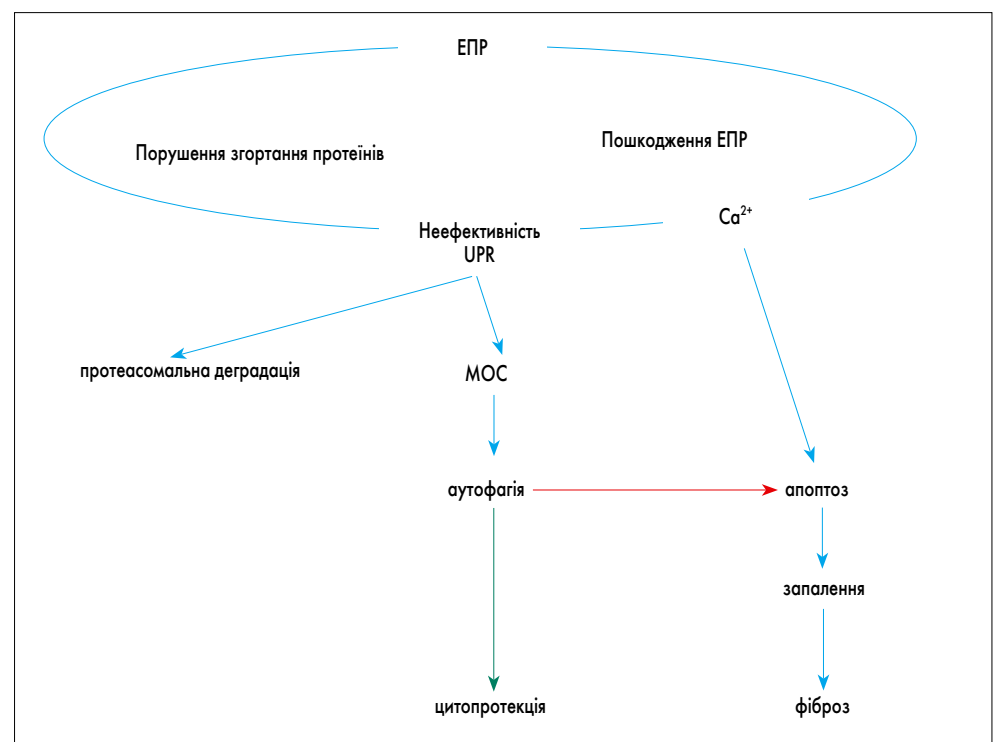 ЕПР
Порушення згортання протеїнів
Пошкодження ЕПР
Неефективність
UPR
Ca²⁺
протеасомальна деградація
МОС
аутофагія
апоптоз
запалення
цитопротекція
фіброз